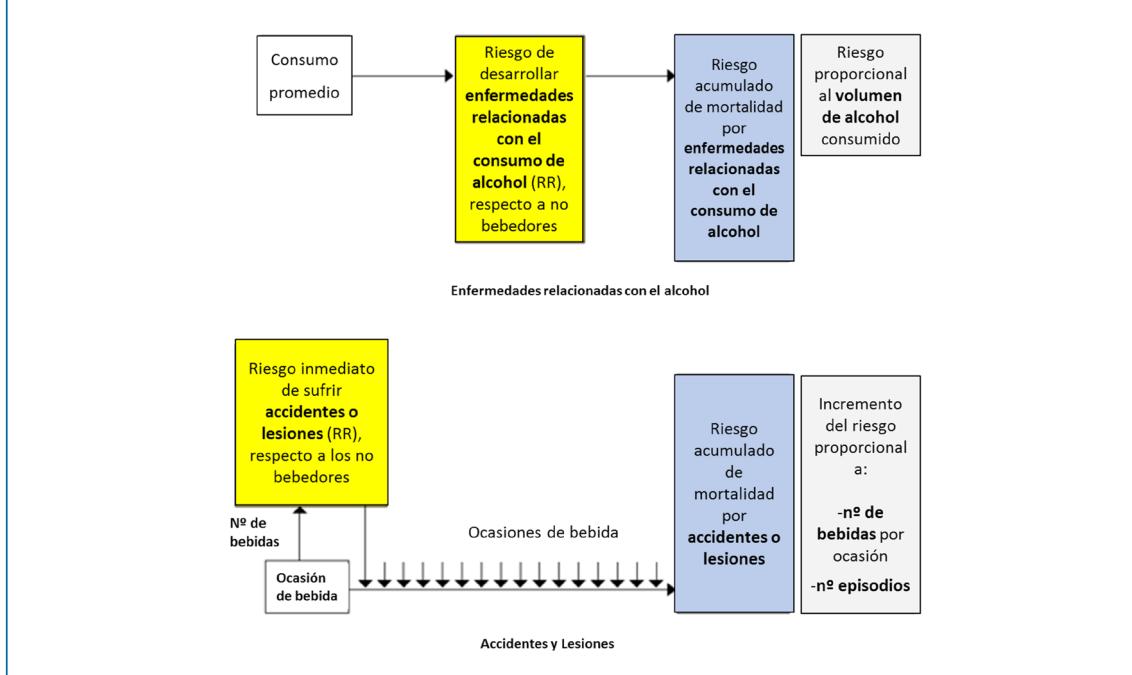 Consumo
promedio
Riesgo de
desarrollar
enfermedades
relacionadas
con el
consumo de
alcohol (RR),
respecto a no
bebedores
Riesgo
acumulado
de mortalidad
por
enfermedades
relacionadas
con el
consumo de
alcohol
Riesgo
proporcional
al volumen
de alcohol
consumido
Enfermedades relacionadas con el alcohol
Riesgo inmediato
de sufrir
accidentes o
lesiones (RR),
respecto a los no
bebedores
Nº de
bebidas
Ocasión
de bebida
Ocasiones de bebida
Riesgo
acumulado
de
mortalidad
por
accidentes o
lesiones
Incremento
del riesgo
proporcional
a:
-nº de
bebidas por
ocasión
-nº episodios
Accidentes y Lesiones